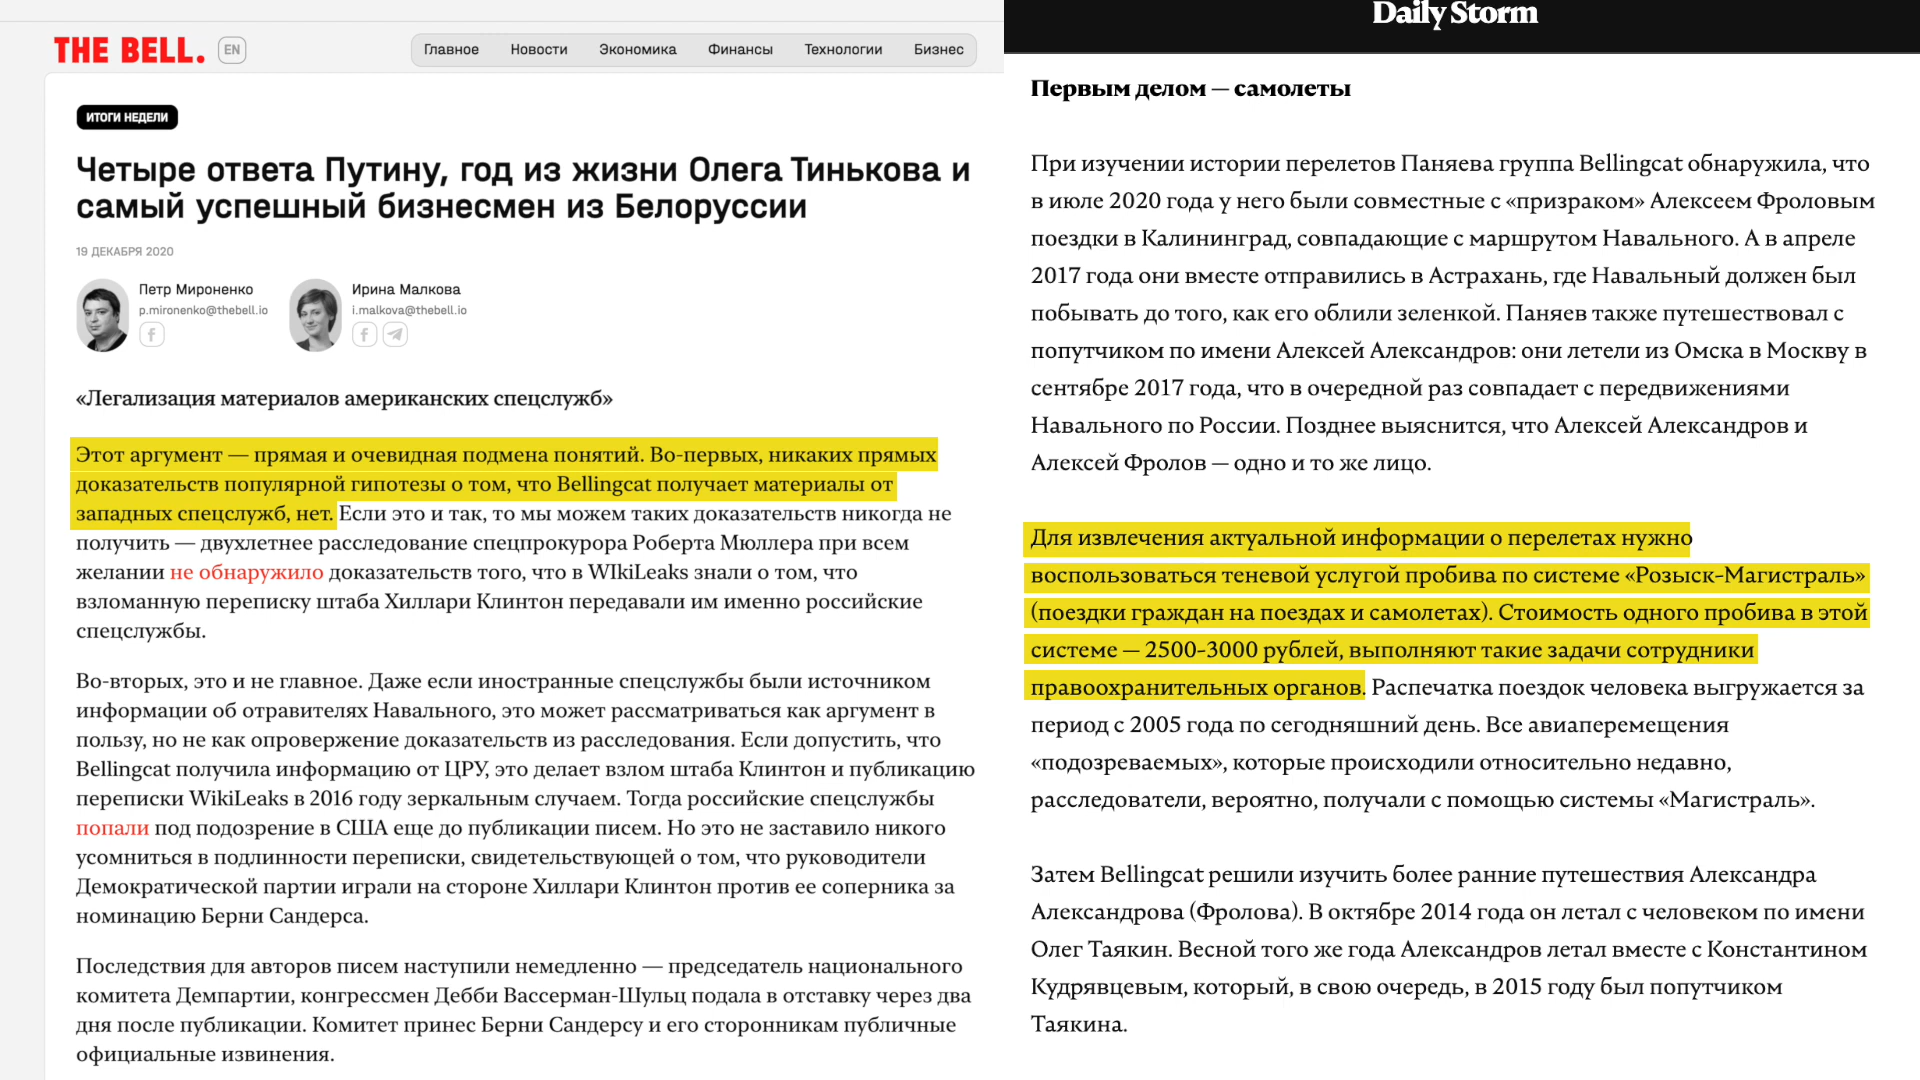 THE BELL.
EN
Главное Новости Экономика Финансы Технологии Бизнес
ИТОГИ НЕДЕЛИ
Четыре ответа Путину, год из жизни Олега Тинькова и
самый успешный бизнесмен из Белоруссии
19 ДЕКАБРЯ 2020
Петр Мироненко
p.mironenko@thebell.io
Ирина Малкова
i.malkova@thebell.io
«Легализация материалов американских спецслужб»
Этот аргумент — прямая и очевидная подмена понятий. Во-первых, никаких прямых
доказательств популярной гипотезы о том, что Bellingcat получает материалы от
западных спецслужб, нет. Если это и так, то мы можем таких доказательств никогда не
получить — двухлетнее расследование спецпрокурора Роберта Мюллера при всем
желании не обнаружило доказательств того, что в WIkiLeaks знали о том, что
взломанную переписку штаба Хиллари Клинтон передавали им именно российские
спецслужбы.
Во-вторых, это и не главное. Даже если иностранные спецслужбы были источником
информации об отравителях Навального, это может рассматриваться как аргумент в
пользу, но не как опровержение доказательств из расследования. Если допустить, что
Bellingcat получила информацию от ЦРУ, это делает взлом штаба Клинтон и публикацию
переписки WikiLeaks в 2016 году зеркальным случаем. Тогда российские спецслужбы
попали под подозрение в США еще до публикации писем. Но это не заставило никого
усомниться в подлинности переписки, свидетельствующей о том, что руководители
Демократической партии играли на стороне Хиллари Клинтон против ее соперника за
номинацию Берни Сандерса.
Последствия для авторов писем наступили немедленно — председатель национального
комитета Демпартии, конгрессмен Дебби Вассерман-Шульц подала в отставку через два
дня после публикации. Комитет принес Берни Сандерсу и его сторонникам публичные
официальные извинения.
Daily Storm
Первым делом — самолеты
При изучении истории перелетов Паняева группа Bellingcat обнаружила, что
в июле 2020 года у него были совместные с «призраком» Алексеем Фроловым
поездки в Калининград, совпадающие с маршрутом Навального. А в апреле
2017 года они вместе отправились в Астрахань, где Навальный должен был
побывать до того, как его облили зеленкой. Паняев также путешествовал с
попутчиком по имени Алексей Александров: они летели из Омска в Москву в
сентябре 2017 года, что в очередной раз совпадает с передвижениями
Навального по России. Позднее выяснится, что Алексей Александров и
Алексей Фролов — одно и то же лицо.
Для извлечения актуальной информации о перелетах нужно
воспользоваться теневой услугой пробива по системе «Розыск-Магистраль»
(поездки граждан на поездах и самолетах). Стоимость одного пробива в этой
системе — 2500-3000 рублей, выполняют такие задачи сотрудники
правоохранительных органов. Распечатка поездок человека выгружается за
период с 2005 года по сегодняшний день. Все авиаперемещения
«подозреваемых», которые происходили относительно недавно,
расследователи, вероятно, получали с помощью системы «Магистраль».
Затем Bellingcat решили изучить более ранние путешествия Александра
Александрова (Фролова). В октябре 2014 года он летал с человеком по имени
Олег Таякин. Весной того же года Александров летал вместе с Константином
Кудрявцевым, который, в свою очередь, в 2015 году был попутчиком
Таякина.